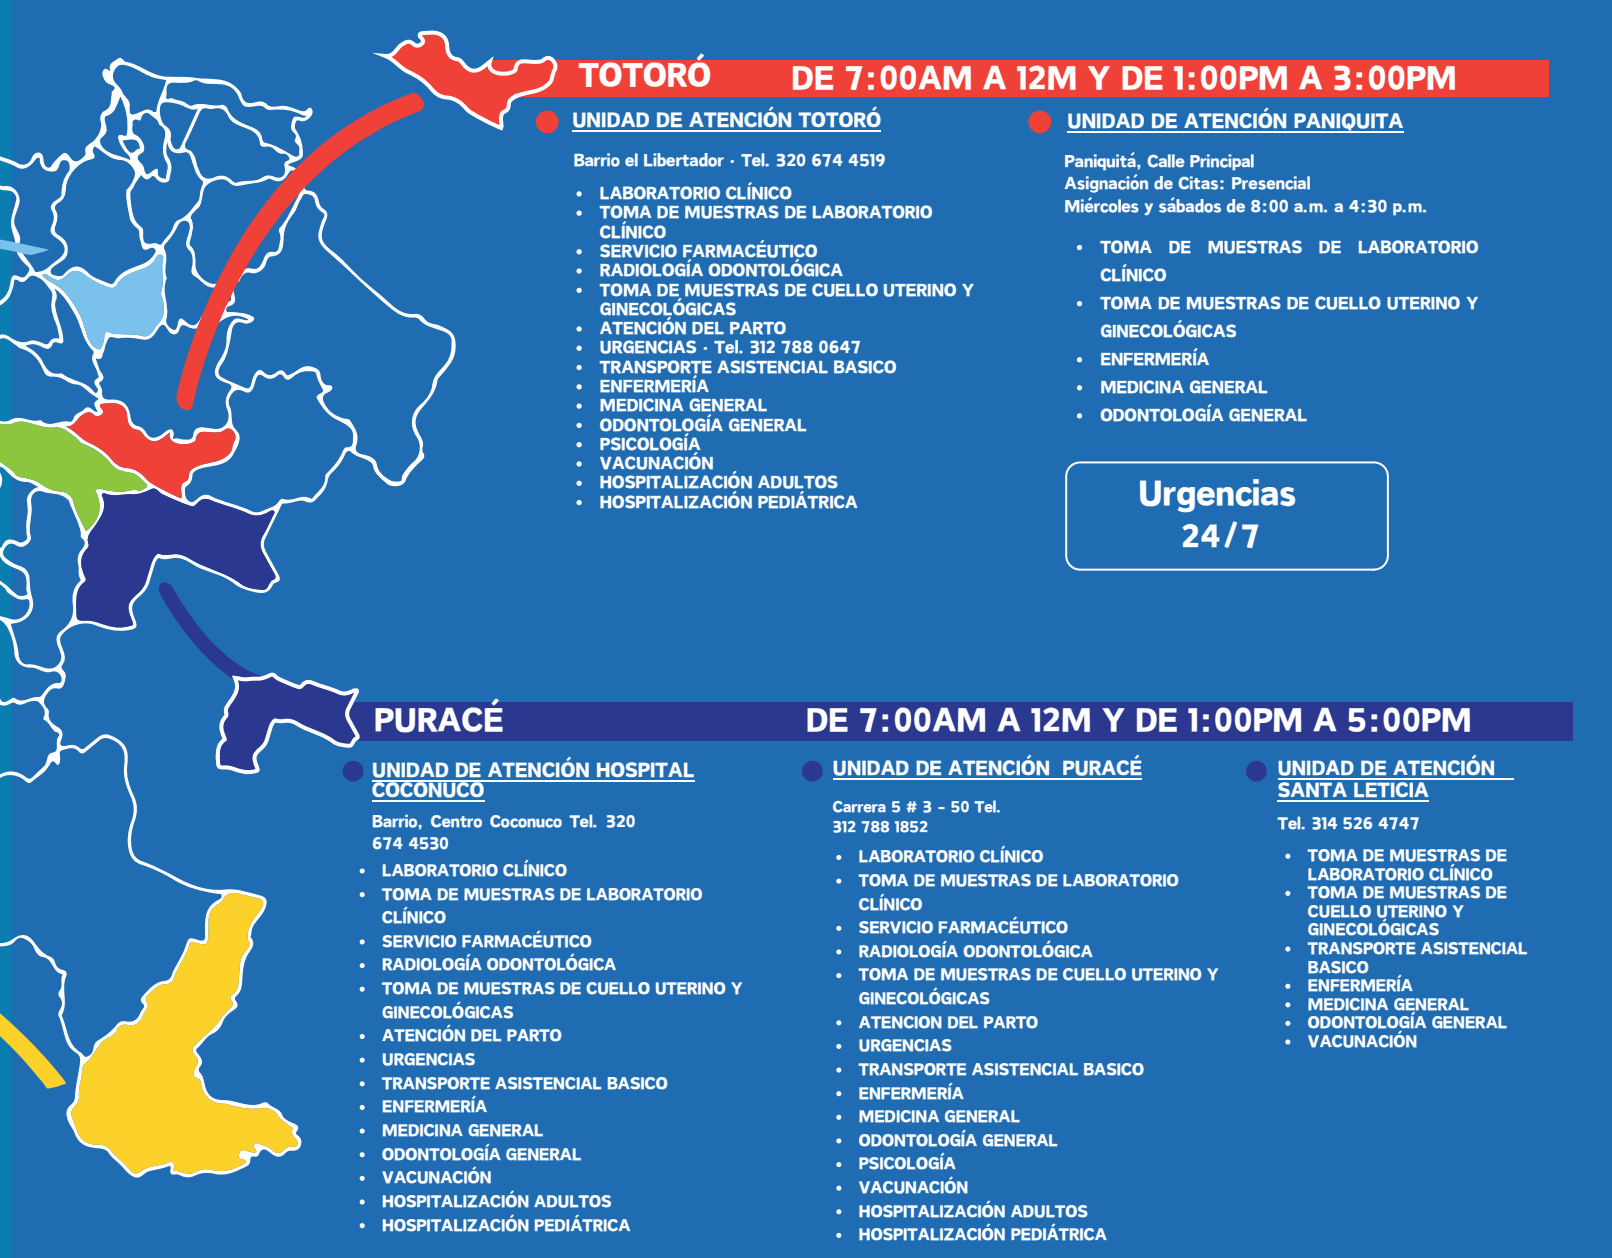 TOTORÓ
DE 7:00AM A 12M Y DE 1:00PM A 3:00PM
UNIDAD DE ATENCIÓN TOTORÓ
Barrio el Libertador · Tel. 320 674 4519
• LABORATORIO CLÍNICO
• TOMA DE MUESTRAS DE LABORATORIO
CLÍNICO
• SERVICIO FARMACÉUTICO
• RADIOLOGÍA ODONTOLÓGICA
• TOMA DE MUESTRAS DE CUELLO UTERINO Y
GINECOLÓGICAS
• ATENCIÓN DEL PARTO
• URGENCIAS · Tel. 312 788 0647
• TRANSPORTE ASISTENCIAL BASICO
• ENFERMERÍA
• MEDICINA GENERAL
• ODONTOLOGÍA GENERAL
• PSICOLOGÍA
• VACUNACIÓN
• HOSPITALIZACIÓN ADULTOS
• HOSPITALIZACIÓN PEDIÁTRICA
UNIDAD DE ATENCIÓN PANIQUITA
Paniquitá, Calle Principal
Asignación de Citas: Presencial
Miércoles y sábados de 8:00 a.m. a 4:30 p.m.
• TOMA DE MUESTRAS DE LABORATORIO
CLÍNICO
• TOMA DE MUESTRAS DE CUELLO UTERINO Y
GINECOLÓGICAS
• ENFERMERÍA
• MEDICINA GENERAL
• ODONTOLOGÍA GENERAL
Urgencias
24/7
PURACÉ
DE 7:00AM A 12M Y DE 1:00PM A 5:00PM
UNIDAD DE ATENCIÓN HOSPITAL
COCONUCO
Barrio, Centro Coconuco Tel. 320
674 4530
• LABORATORIO CLÍNICO
• TOMA DE MUESTRAS DE LABORATORIO
CLÍNICO
• SERVICIO FARMACÉUTICO
• RADIOLOGÍA ODONTOLÓGICA
• TOMA DE MUESTRAS DE CUELLO UTERINO Y
GINECOLÓGICAS
• ATENCIÓN DEL PARTO
• URGENCIAS
• TRANSPORTE ASISTENCIAL BASICO
• ENFERMERÍA
• MEDICINA GENERAL
• ODONTOLOGÍA GENERAL
• VACUNACIÓN
• HOSPITALIZACIÓN ADULTOS
• HOSPITALIZACIÓN PEDIÁTRICA
UNIDAD DE ATENCIÓN PURACÉ
Carrera 5 # 3 – 50 Tel.
312 788 1852
• LABORATORIO CLÍNICO
• TOMA DE MUESTRAS DE LABORATORIO
CLÍNICO
• SERVICIO FARMACÉUTICO
• RADIOLOGÍA ODONTOLÓGICA
• TOMA DE MUESTRAS DE CUELLO UTERINO Y
GINECOLÓGICAS
• ATENCION DEL PARTO
• URGENCIAS
• TRANSPORTE ASISTENCIAL BASICO
• ENFERMERÍA
• MEDICINA GENERAL
• ODONTOLOGÍA GENERAL
• PSICOLOGÍA
• VACUNACIÓN
• HOSPITALIZACIÓN ADULTOS
• HOSPITALIZACIÓN PEDIÁTRICA
UNIDAD DE ATENCIÓN
SANTA LETICIA
Tel. 314 526 4747
• TOMA DE MUESTRAS DE
LABORATORIO CLÍNICO
• TOMA DE MUESTRAS DE
CUELLO UTERINO Y
GINECOLÓGICAS
• TRANSPORTE ASISTENCIAL
BASICO
• ENFERMERÍA
• MEDICINA GENERAL
• ODONTOLOGÍA GENERAL
• VACUNACIÓN